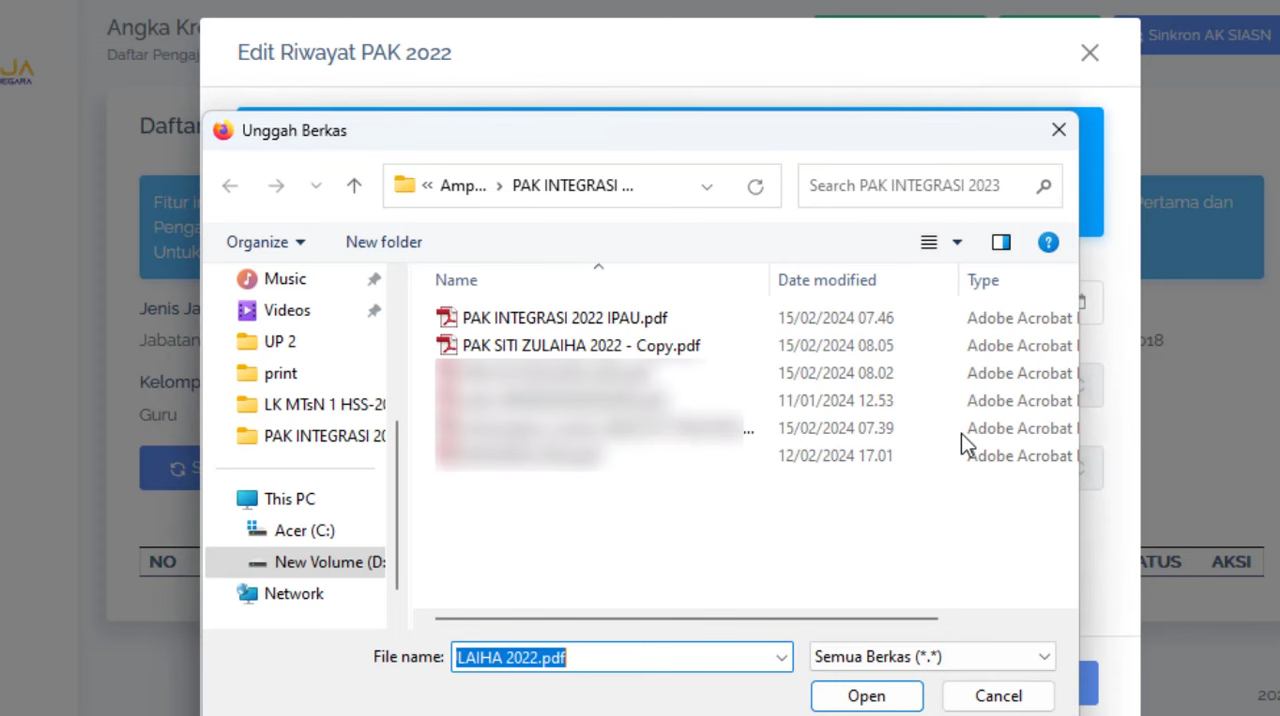 Angka Kre
Daftar Pengaj
Sinkron AK SIASN
JA
NEGARA
Edit Riwayat PAK 2022
Daftar
Fitur in
Penga
Untuk
Pertama dan
Jenis Ja
Jabatan
018
Kelomp
Guru
S
NO
ATUS
AKSI
202
Unggah Berkas
« Amp... › PAK INTEGRASI ...
Search PAK INTEGRASI 2023
Organize
New folder
?
Music
Videos
UP 2
print
LK MTsN 1 HSS-20
PAK INTEGRASI 20
This PC
Acer (C:)
New Volume (D:
Network
Name Date modified Type
PAK INTEGRASI 2022 IPAU.pdf 15/02/2024 07.46 Adobe Acrobat
PAK SITI ZULAIHA 2022 - Copy.pdf 15/02/2024 08.05 Adobe Acrobat
15/02/2024 08.02 Adobe Acrobat
11/01/2024 12.53 Adobe Acrobat
... 15/02/2024 07.39 Adobe Acrobat
12/02/2024 17.01 Adobe Acrobat
File name: LAIHA 2022.pdf
Semua Berkas (*.*)
Open
Cancel